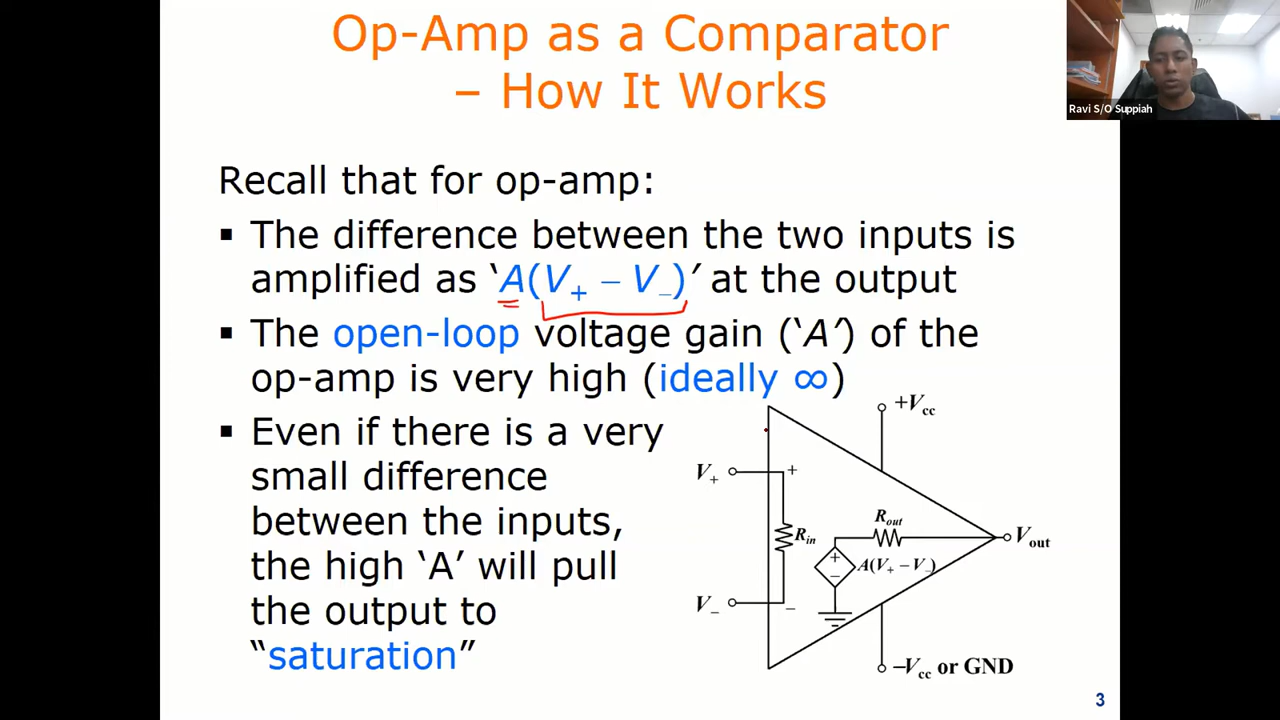 Op-Amp as a Comparator
– How It Works
Ravi S/O Suppiah
Recall that for op-amp:
▪ The difference between the two inputs is
amplified as ‘A(V₊ – V₋)’ at the output
▪ The open-loop voltage gain (‘A’) of the
op-amp is very high (ideally ∞)
▪ Even if there is a very
small difference
between the inputs,
the high ‘A’ will pull
the output to
“saturation”
+Vcc
V₊
+
Rin
Rout
+
–
A(V₊ – V₋)
Vout
V₋
–
–Vcc or GND
3